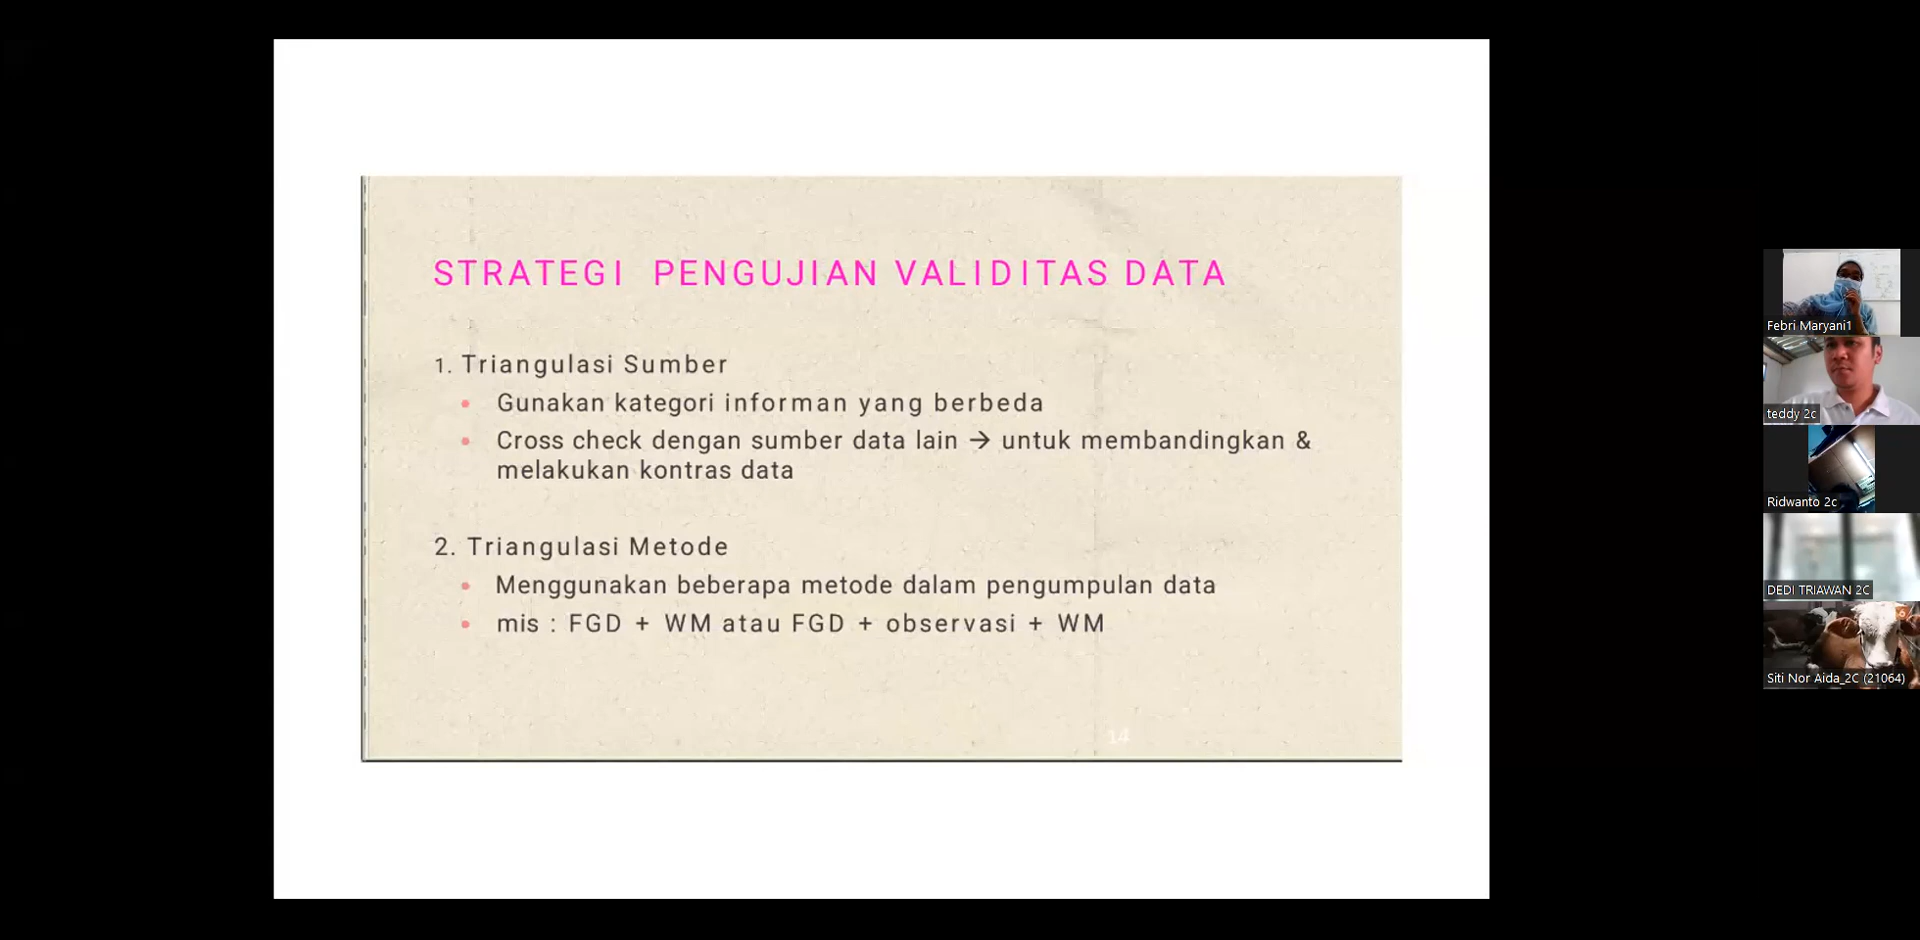 STRATEGI PENGUJIAN VALIDITAS DATA
1. Triangulasi Sumber
• Gunakan kategori informan yang berbeda
• Cross check dengan sumber data lain → untuk membandingkan &
melakukan kontras data
2. Triangulasi Metode
• Menggunakan beberapa metode dalam pengumpulan data
• mis : FGD + WM atau FGD + observasi + WM
14
Febri Maryani1
teddy 2c
Ridwanto 2c
DEDI TRIAWAN 2C
Siti Nor Aida_2C (21064)